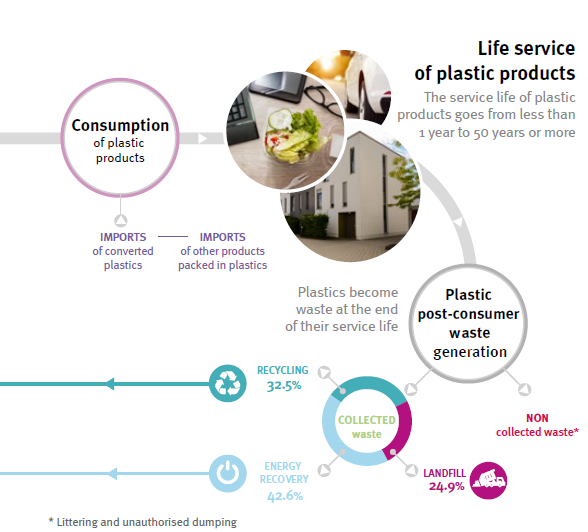 Life service
of plastic products
The service life of plastic
products goes from less than
1 year to 50 years or more
Consumption
of plastic
products
IMPORTS
of converted
plastics
IMPORTS
of other products
packed in plastics
Plastics become
waste at the end
of their service life
Plastic
post-consumer
waste
generation
RECYCLING
32.5%
COLLECTED
waste
NON
collected waste*
ENERGY
RECOVERY
42.6%
LANDFILL
24.9%
* Littering and unauthorised dumping